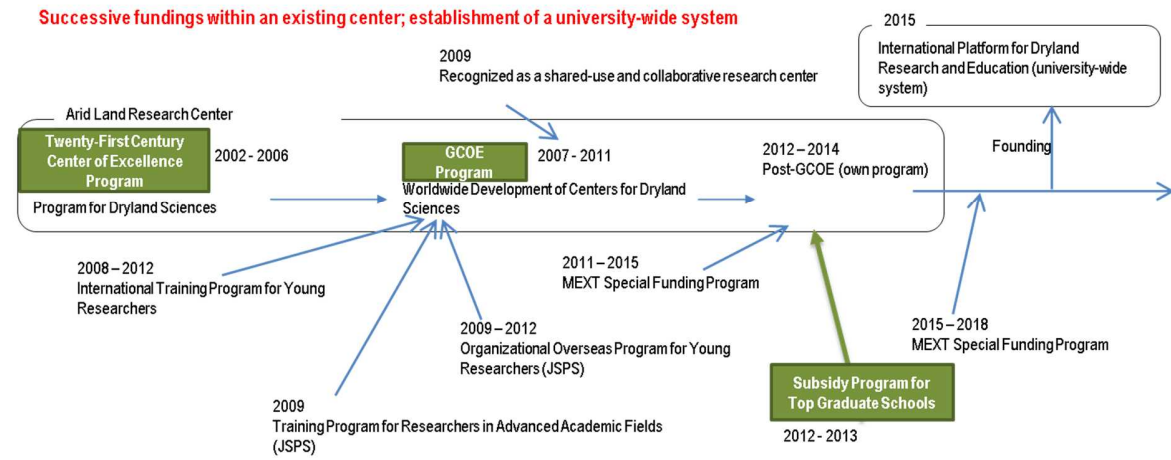 Successive fundings within an existing center; establishment of a university-wide system
2015
International Platform for Dryland
Research and Education (university-wide
system)
2009
Recognized as a shared-use and collaborative research center
Arid Land Research Center
Twenty-First Century
Center of Excellence
Program
2002 - 2006
Program for Dryland Sciences
GCOE
Program
2007 - 2011
Worldwide Development of Centers for Dryland
Sciences
2012 – 2014
Post-GCOE (own program)
Founding
2008 – 2012
International Training Program for Young
Researchers
2009 – 2012
Organizational Overseas Program for Young
Researchers (JSPS)
2009
Training Program for Researchers in Advanced Academic Fields
(JSPS)
2011 – 2015
MEXT Special Funding Program
Subsidy Program for
Top Graduate Schools
2012 - 2013
2015 – 2018
MEXT Special Funding Program